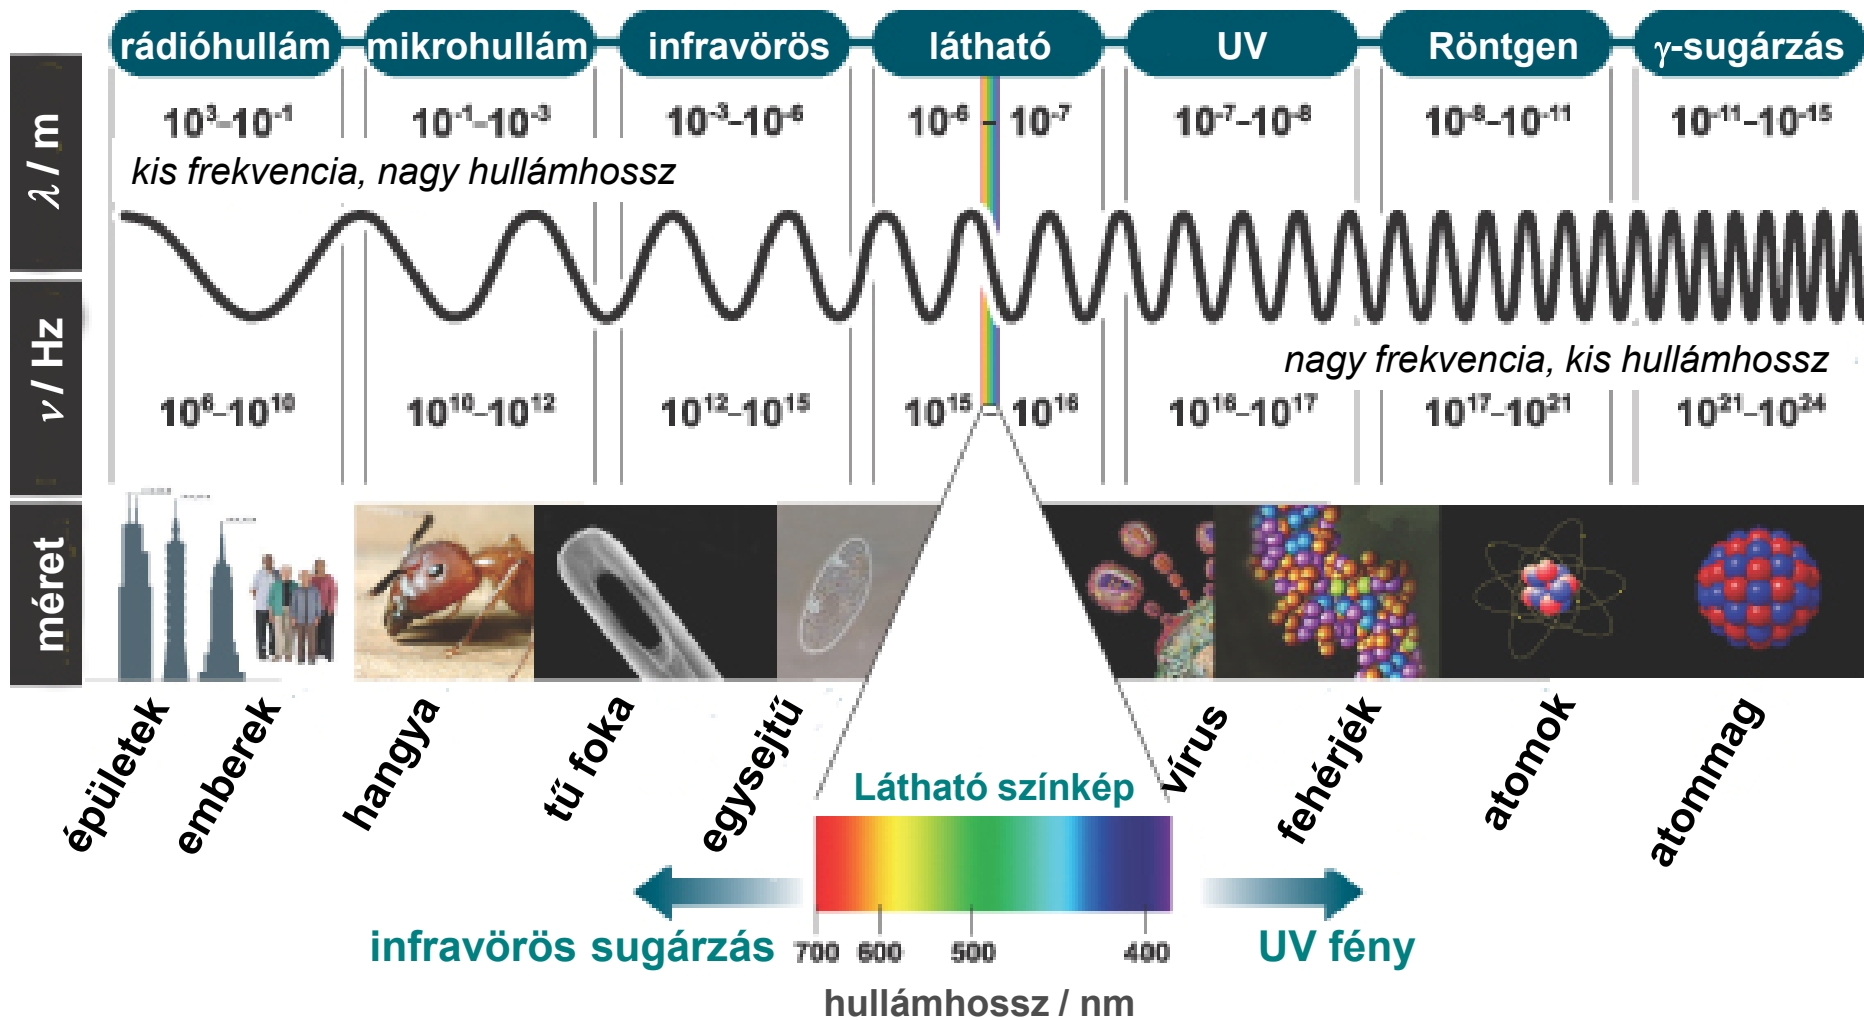 rádióhullám mikrohullám infravörös látható UV Röntgen γ-sugárzás
λ / m
10³–10⁻¹ 10⁻¹–10⁻³ 10⁻³–10⁻⁶ 10⁻⁶ – 10⁻⁷ 10⁻⁷–10⁻⁸ 10⁻⁸–10⁻¹¹ 10⁻¹¹–10⁻¹⁵
kis frekvencia, nagy hullámhossz
nagy frekvencia, kis hullámhossz
ν / Hz
10⁶–10¹⁰ 10¹⁰–10¹² 10¹²–10¹⁵ 10¹⁵ 10¹⁶ 10¹⁶–10¹⁷ 10¹⁷–10²¹ 10²¹–10²⁴
méret
épületek
emberek
hangya
tű foka
egysejtű
vírus
fehérjék
atomok
atommag
Látható színkép
infravörös sugárzás
UV fény
700 600 500 400
hullámhossz / nm